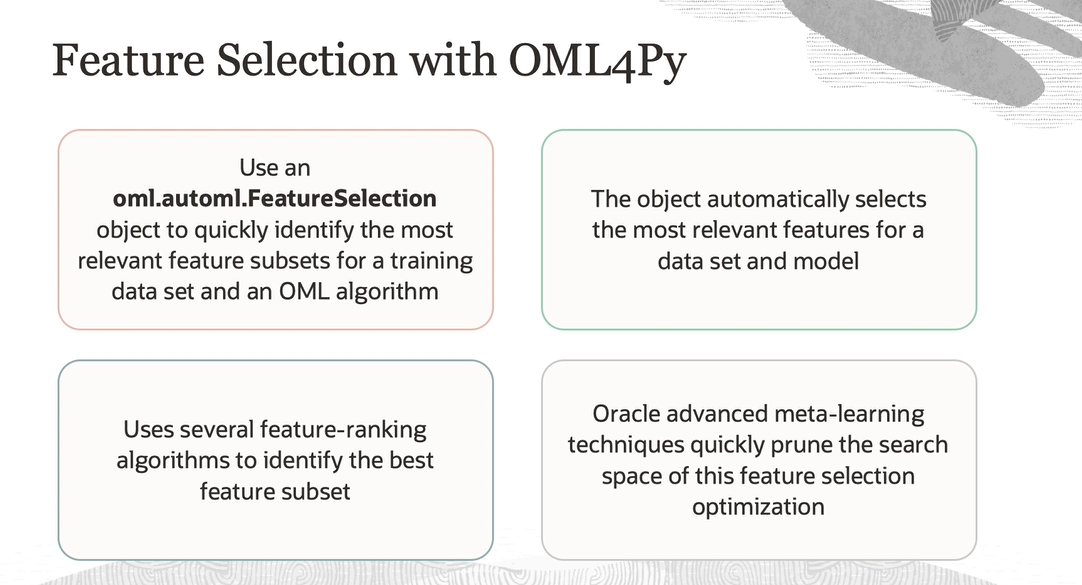 Feature Selection with OML4Py
Use an
oml.automl.FeatureSelection
object to quickly identify the most
relevant feature subsets for a training
data set and an OML algorithm
The object automatically selects
the most relevant features for a
data set and model
Uses several feature-ranking
algorithms to identify the best
feature subset
Oracle advanced meta-learning
techniques quickly prune the search
space of this feature selection
optimization